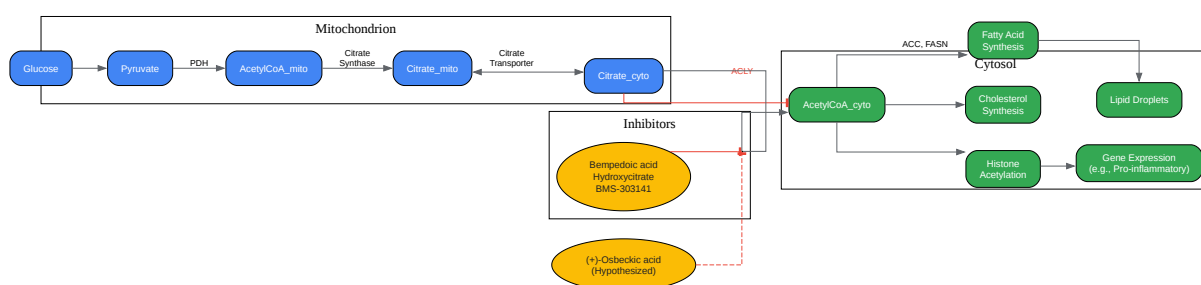 Mitochondrion
Glucose
Pyruvate
PDH
AcetylCoA_mito
Citrate
Synthase
Citrate_mito
Citrate
Transporter
Citrate_cyto
ACLY
Inhibitors
Bempedoic acid
Hydroxycitrate
BMS-303141
(+)-Osbeckic acid
(Hypothesized)
Cytosol
AcetylCoA_cyto
ACC, FASN
Fatty Acid
Synthesis
Lipid Droplets
Cholesterol
Synthesis
Histone
Acetylation
Gene Expression
(e.g., Pro-inflammatory)